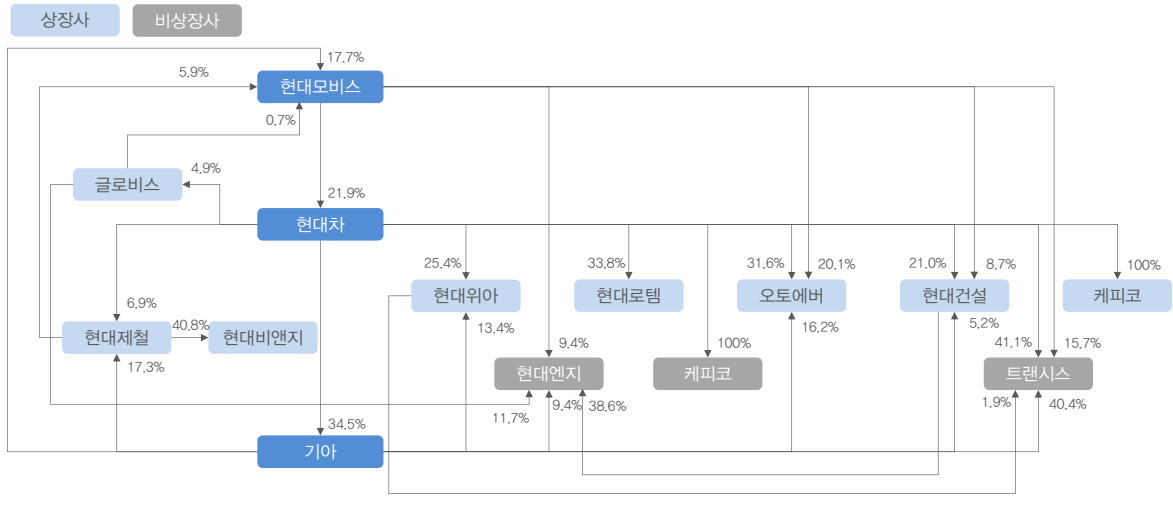 상장사 비상장사
17.7%
5.9% 현대모비스
0.7%
글로비스 4.9%
21.9%
현대차
25.4% 33.8% 31.6% 20.1% 21.0% 8.7% 100%
현대위아 현대로템 오토에버 현대건설 케피코
6.9%
현대제철 40.8% 현대비앤지
13.4% 16.2% 5.2%
9.4% 100% 41.1% 15.7%
17.3%
현대엔지 케피코 트랜시스
11.7% 9.4% 38.6% 1.9% 40.4%
34.5%
기아